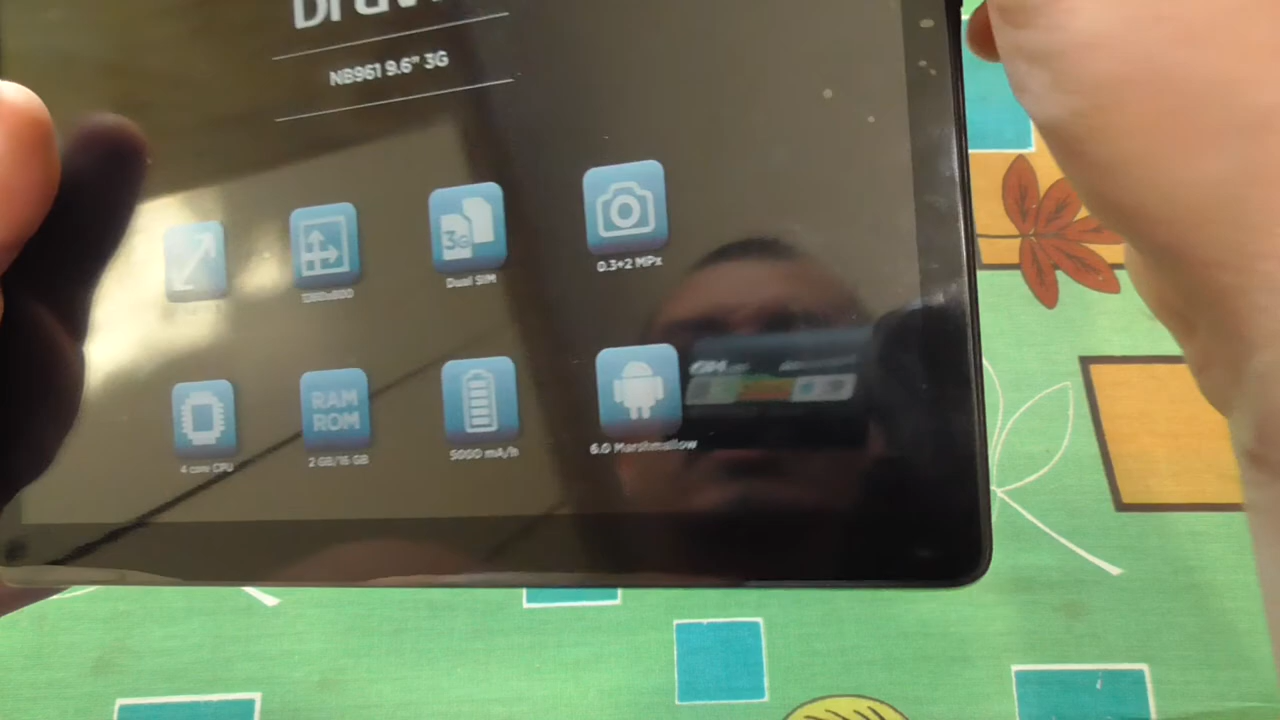 NB961 9.6" 3G
1280x800
Dual SIM
3G
0.3+2 MPx
RAM
ROM
4 core CPU
2 GB/16 GB
5000 mA/h
6.0 Marshmallow